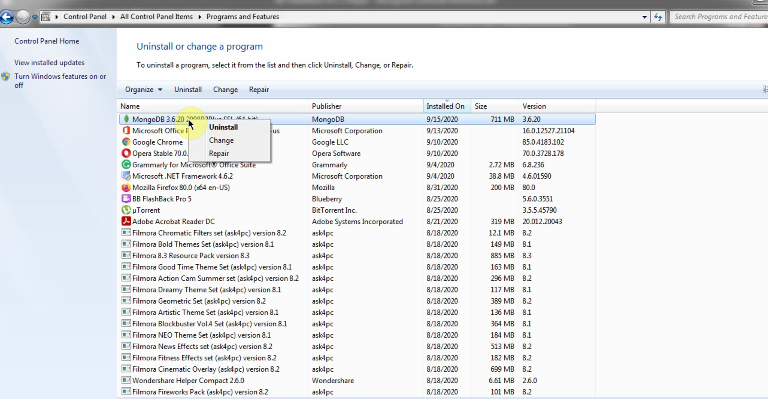 Control Panel ▸ All Control Panel Items ▸ Programs and Features
Search Programs and Feature
Control Panel Home
View installed updates
Turn Windows features on or
off
Uninstall or change a program
To uninstall a program, select it from the list and then click Uninstall, Change, or Repair.
Organize Uninstall Change Repair
Name Publisher Installed On Size Version
MongoDB 3.6.20 2008R2Plus SSL (64 bit) MongoDB 9/15/2020 711 MB 3.6.20
Microsoft Office -us Microsoft Corporation 9/13/2020 16.0.12527.21104
Google Chrome Google LLC 9/10/2020 85.0.4183.102
Opera Stable 70.0. Opera Software 9/10/2020 70.0.3728.178
Grammarly for Microsoft® Office Suite Grammarly 9/4/2020 2.72 MB 6.8.236
Microsoft .NET Framework 4.6.2 Microsoft Corporation 9/4/2020 38.8 MB 4.6.01590
Mozilla Firefox 80.0 (x64 en-US) Mozilla 8/31/2020 200 MB 80.0
BB FlashBack Pro 5 Blueberry 8/25/2020 5.6.0.3551
µTorrent BitTorrent Inc. 8/21/2020 3.5.5.45790
Adobe Acrobat Reader DC Adobe Systems Incorporated 8/21/2020 319 MB 20.012.20043
Filmora Chromatic Filters set (ask4pc) version 8.2 ask4pc 8/18/2020 12.1 MB 8.2
Filmora Bold Themes Set (ask4pc) version 8.1 ask4pc 8/18/2020 149 MB 8.1
Filmora 8.3 Resource Pack version 8.3 ask4pc 8/18/2020 885 MB 8.3
Filmora Good Time Theme Set (ask4pc) version 8.1 ask4pc 8/18/2020 163 MB 8.1
Filmora Action Cam Summer set (ask4pc) version 8.2 ask4pc 8/18/2020 296 MB 8.2
Filmora Dreamy Theme Set (ask4pc) version 8.1 ask4pc 8/18/2020 117 MB 8.1
Filmora Geometric Set (ask4pc) version 8.2 ask4pc 8/18/2020 389 MB 8.2
Filmora Artistic Theme Set (ask4pc) version 8.1 ask4pc 8/18/2020 136 MB 8.1
Filmora Blockbuster Vol.4 Set (ask4pc) version 8.1 ask4pc 8/18/2020 364 MB 8.1
Filmora NEO Theme Set (ask4pc) version 8.1 ask4pc 8/18/2020 184 MB 8.1
Filmora News Effects set (ask4pc) version 8.2 ask4pc 8/18/2020 513 MB 8.2
Filmora Fitness Effects set (ask4pc) version 8.2 ask4pc 8/18/2020 162 MB 8.2
Filmora Cinematic Overlay (ask4pc) version 8.2 ask4pc 8/18/2020 699 MB 8.2
Wondershare Helper Compact 2.6.0 Wondershare 8/18/2020 6.61 MB 2.6.0
Filmora Fireworks Pack (ask4pc) version 8.2 ask4pc 8/18/2020 101 MB 8.2
Uninstall
Change
Repair